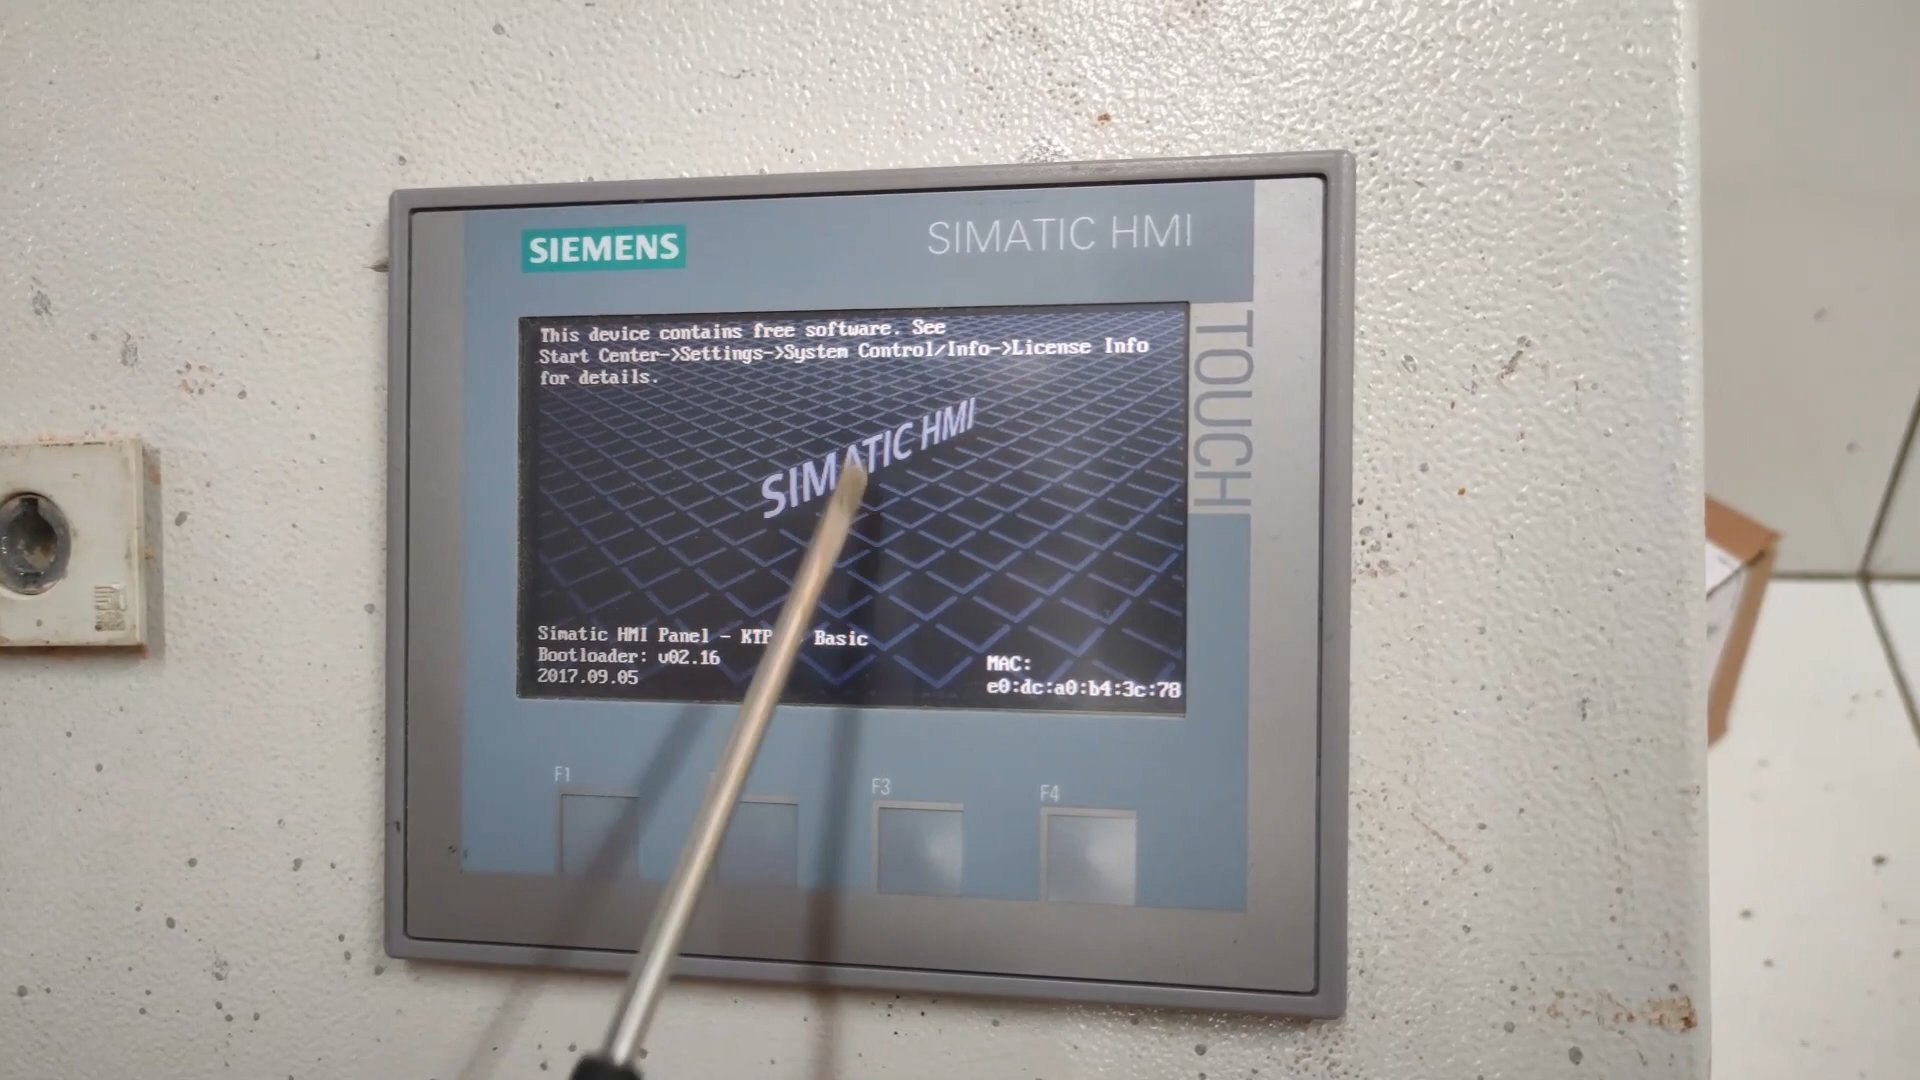 SIEMENS
SIMATIC HMI
TOUCH
This device contains free software. See
Start Center->Settings->System Control/Info->License Info
for details.
SIMATIC HMI
Simatic HMI Panel - KTP Basic
Bootloader: v02.16
2017.09.05
MAC:
e0:dc:a0:b4:3c:78
F1
F3
F4